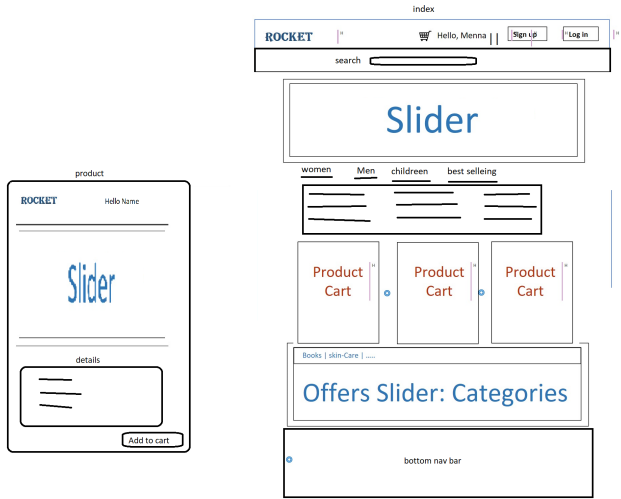 index
ROCKET
Hello, Menna
Sign up
Log in
search
Slider
women Men childreen best selleing
Product
Cart
Product
Cart
Product
Cart
Books | skin-Care | .....
Offers Slider: Categories
bottom nav bar
product
ROCKET
Hello Name
Slider
details
Add to cart